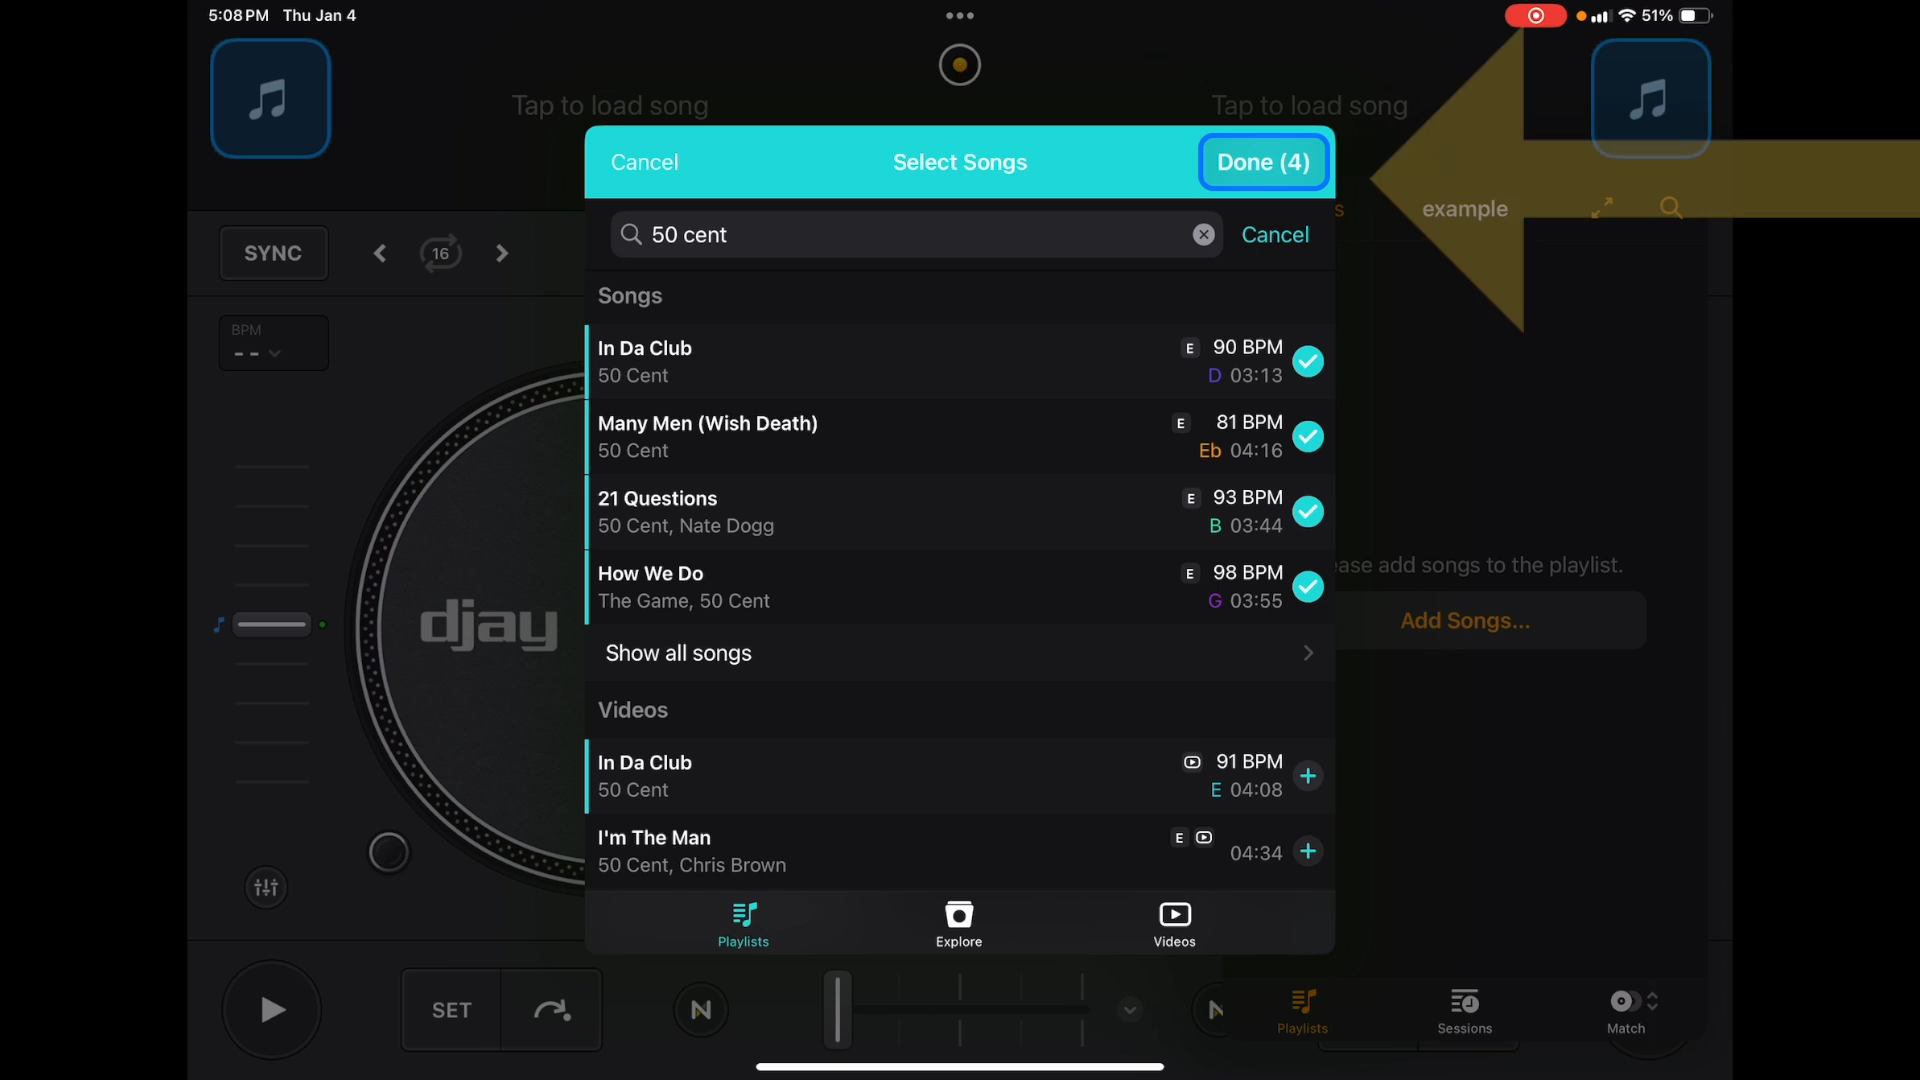 5:08 PM Thu Jan 4
51%
Tap to load song
Tap to load song
Cancel
Select Songs
Done (4)
example
50 cent
Cancel
SYNC
16
BPM
--
Songs
In Da Club
E 90 BPM
50 Cent
D 03:13
Many Men (Wish Death)
E 81 BPM
50 Cent
Eb 04:16
21 Questions
E 93 BPM
50 Cent, Nate Dogg
B 03:44
How We Do
E 98 BPM
The Game, 50 Cent
G 03:55
ase add songs to the playlist.
Add Songs...
djay
Show all songs
Videos
In Da Club
91 BPM
50 Cent
E 04:08
I'm The Man
E
50 Cent, Chris Brown
04:34
Playlists
Explore
Videos
SET
Playlists
Sessions
Match